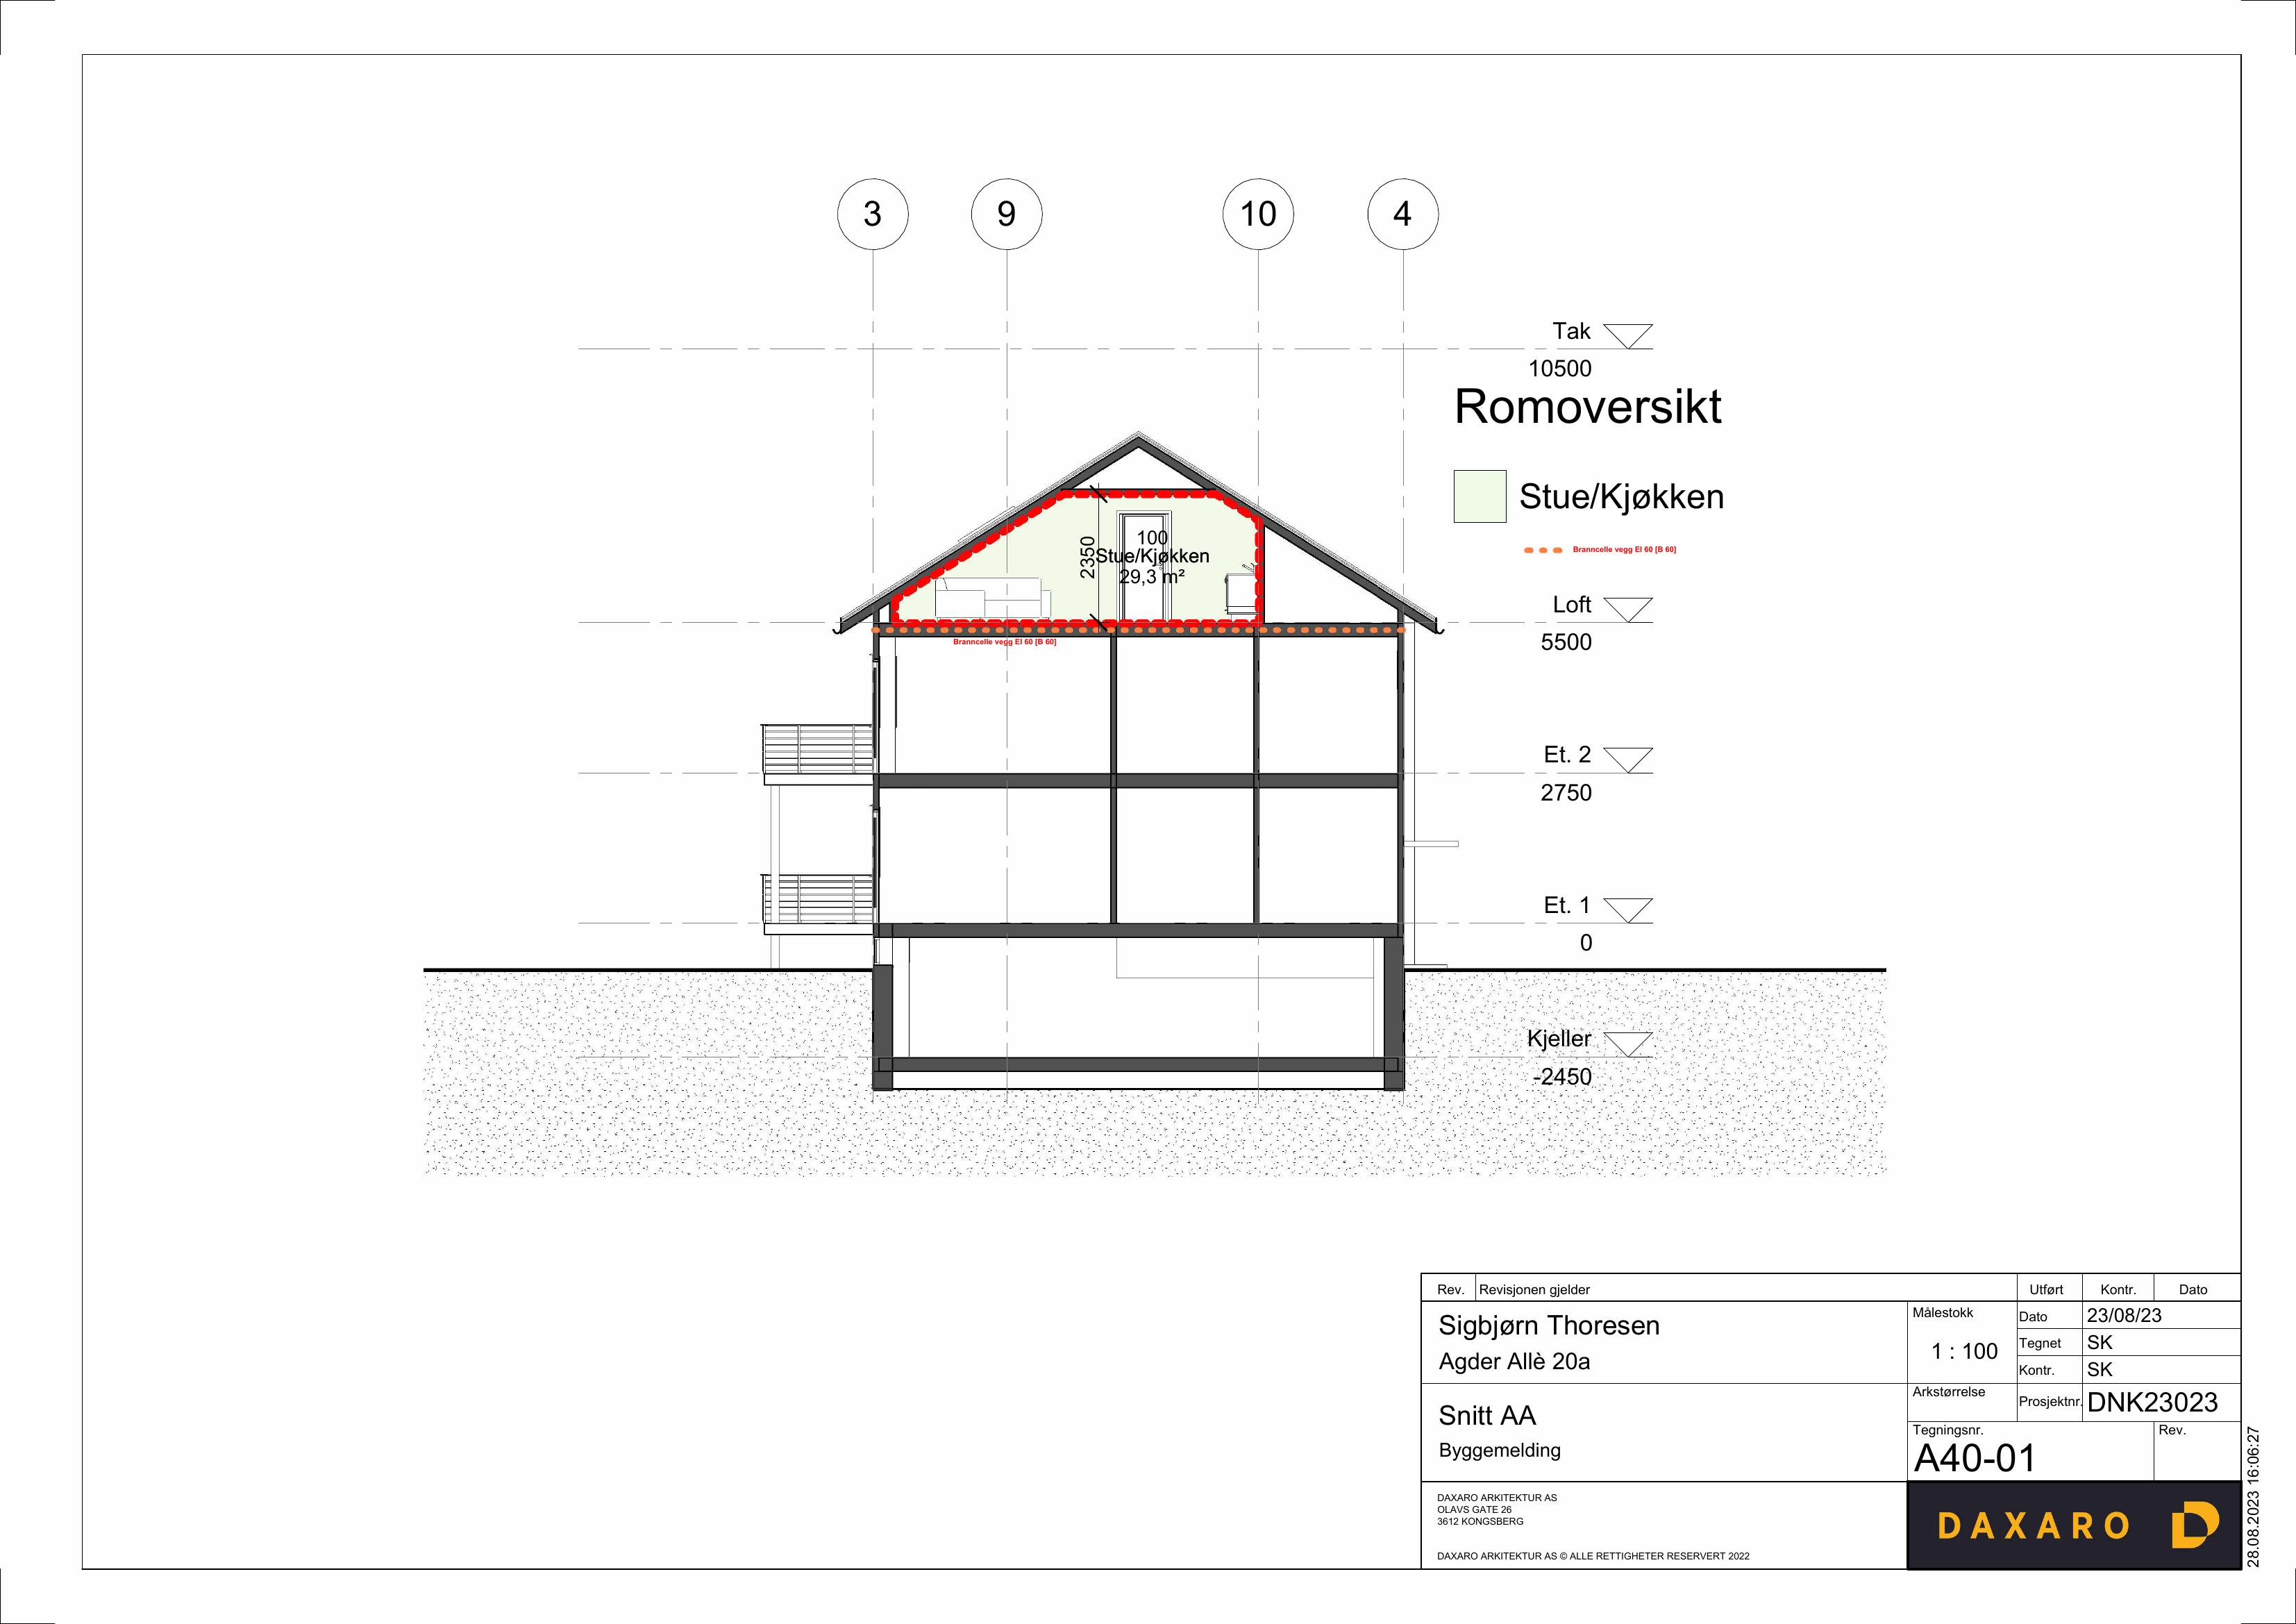 3
9
10
4
Tak
10500
Romoversikt
Stue/Kjøkken
Branncelle vegg EI 60 [B 60]
100
Stue/Kjøkken
29,3 m²
2350
Loft
5500
Branncelle vegg EI 60 [B 60]
Et. 2
2750
Et. 1
0
Kjeller
-2450
Rev. Revisjonen gjelder Utført Kontr. Dato
Sigbjørn Thoresen
Agder Allè 20a
Målestokk
1 : 100
Dato 23/08/23
Tegnet SK
Kontr. SK
Snitt AA
Byggemelding
Arkstørrelse
Prosjektnr. DNK23023
Tegningsnr.
A40-01
Rev.
DAXARO ARKITEKTUR AS
OLAVS GATE 26
3612 KONGSBERG
DAXARO ARKITEKTUR AS © ALLE RETTIGHETER RESERVERT 2022
DAXARO
28.08.2023 16:06:27